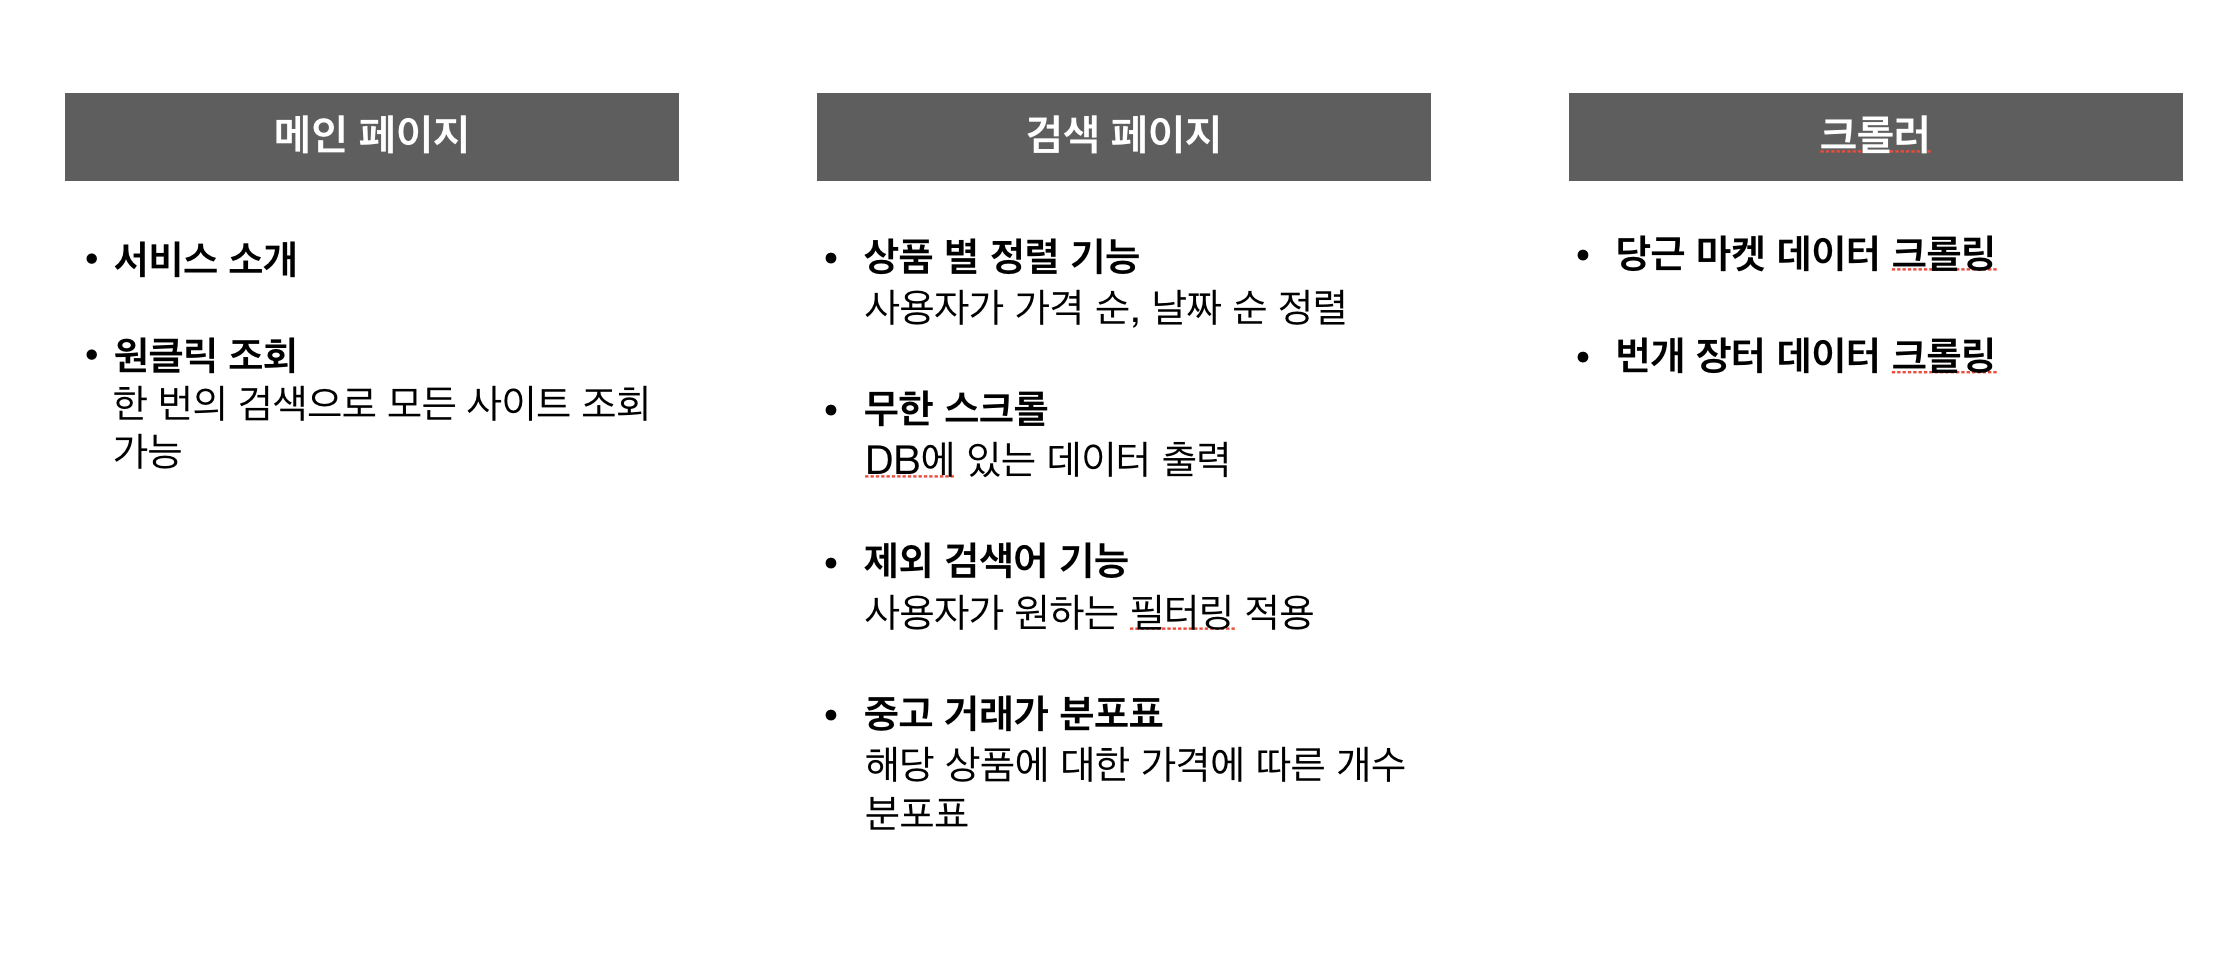 메인 페이지
• 서비스 소개
• 원클릭 조회
한 번의 검색으로 모든 사이트 조회
가능
검색 페이지
• 상품 별 정렬 기능
사용자가 가격 순, 날짜 순 정렬
• 무한 스크롤
DB에 있는 데이터 출력
• 제외 검색어 기능
사용자가 원하는 필터링 적용
• 중고 거래가 분포표
해당 상품에 대한 가격에 따른 개수
분포표
크롤러
• 당근 마켓 데이터 크롤링
• 번개 장터 데이터 크롤링